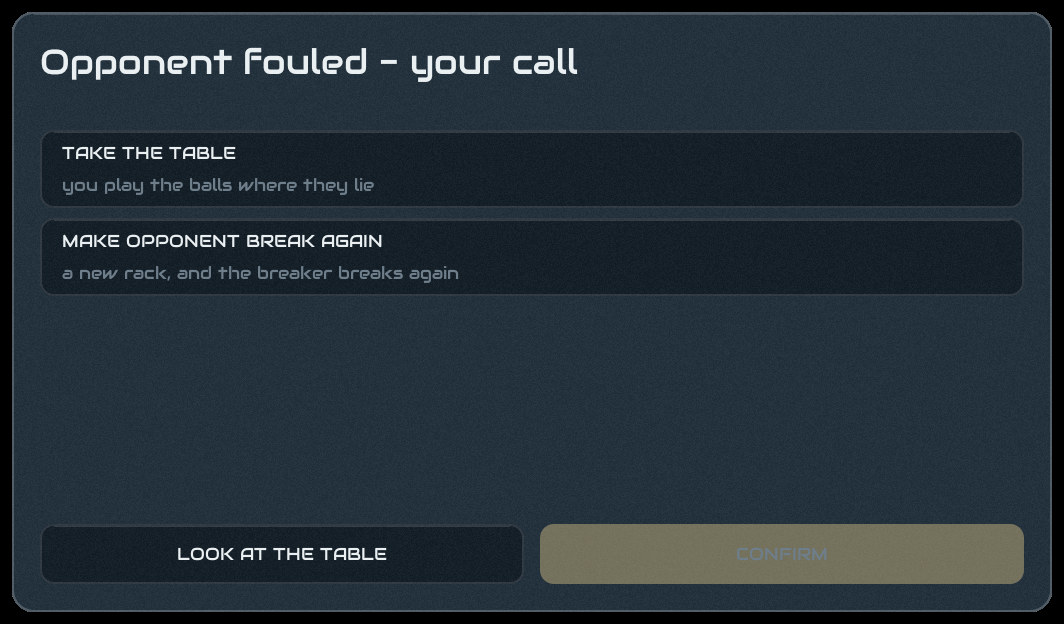 Opponent fouled - your call
TAKE THE TABLE
you play the balls where they lie
MAKE OPPONENT BREAK AGAIN
a new rack, and the breaker breaks again
LOOK AT THE TABLE
CONFIRM